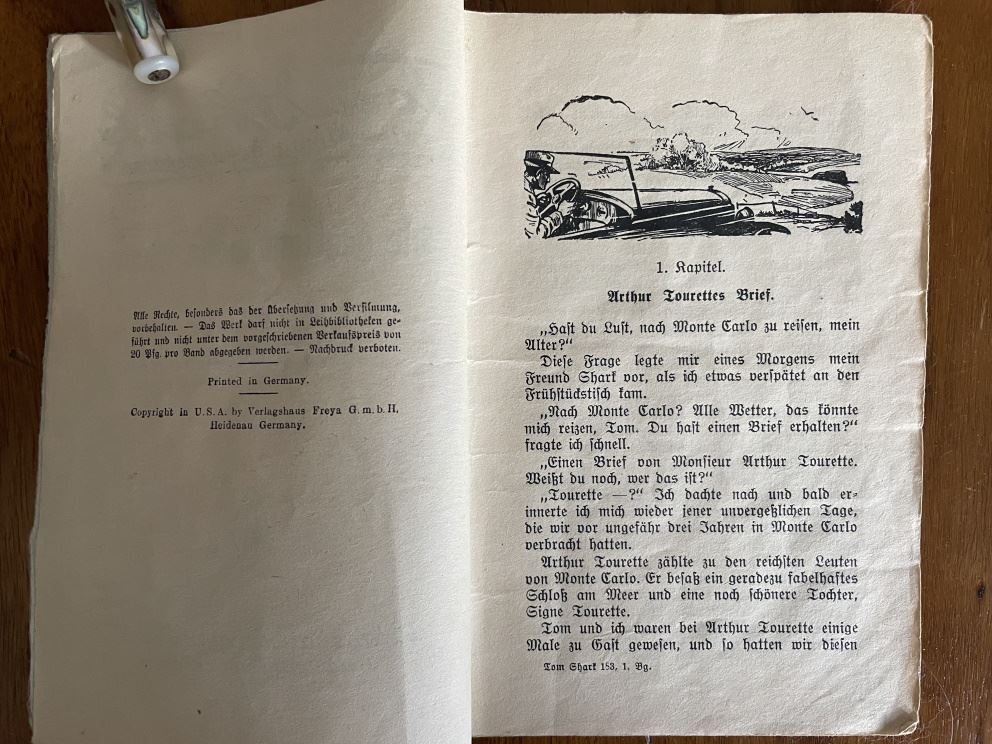 Alle Rechte, besonders das der Übersetzung und Verfilmung,
vorbehalten. — Das Werk darf nicht in Leihbibliotheken ge-
führt und nicht unter dem vorgeschriebenen Verkaufspreis von
20 Pfg. pro Band abgegeben werden. — Nachdruck verboten.
Printed in Germany.
Copyright in U.S.A. by Verlagshaus Freya G.m.b.H.
Heidenau Germany.
1. Kapitel.
Arthur Tourettes Brief.
„Hast du Lust, nach Monte Carlo zu reisen, mein
Alter?“
Diese Frage legte mir eines Morgens mein
Freund Shark vor, als ich etwas verspätet an den
Frühstückstisch kam.
„Nach Monte Carlo? Alle Wetter, das könnte
mich reizen, Tom. Du hast einen Brief erhalten?“
fragte ich schnell.
„Einen Brief von Monsieur Arthur Tourette.
Weißt du noch, wer das ist?“
„Tourette —?“ Ich dachte nach und bald er-
innerte ich mich wieder jener unvergeßlichen Tage,
die wir vor ungefähr drei Jahren in Monte Carlo
verbracht hatten.
Arthur Tourette zählte zu den reichsten Leuten
von Monte Carlo. Er besaß ein geradezu fabelhaftes
Schloß am Meer und eine noch schönere Tochter,
Signe Tourette.
Tom und ich waren bei Arthur Tourette einige
Male zu Gast gewesen, und so hatten wir diesen
Tom Shark 153. 1. Bg.